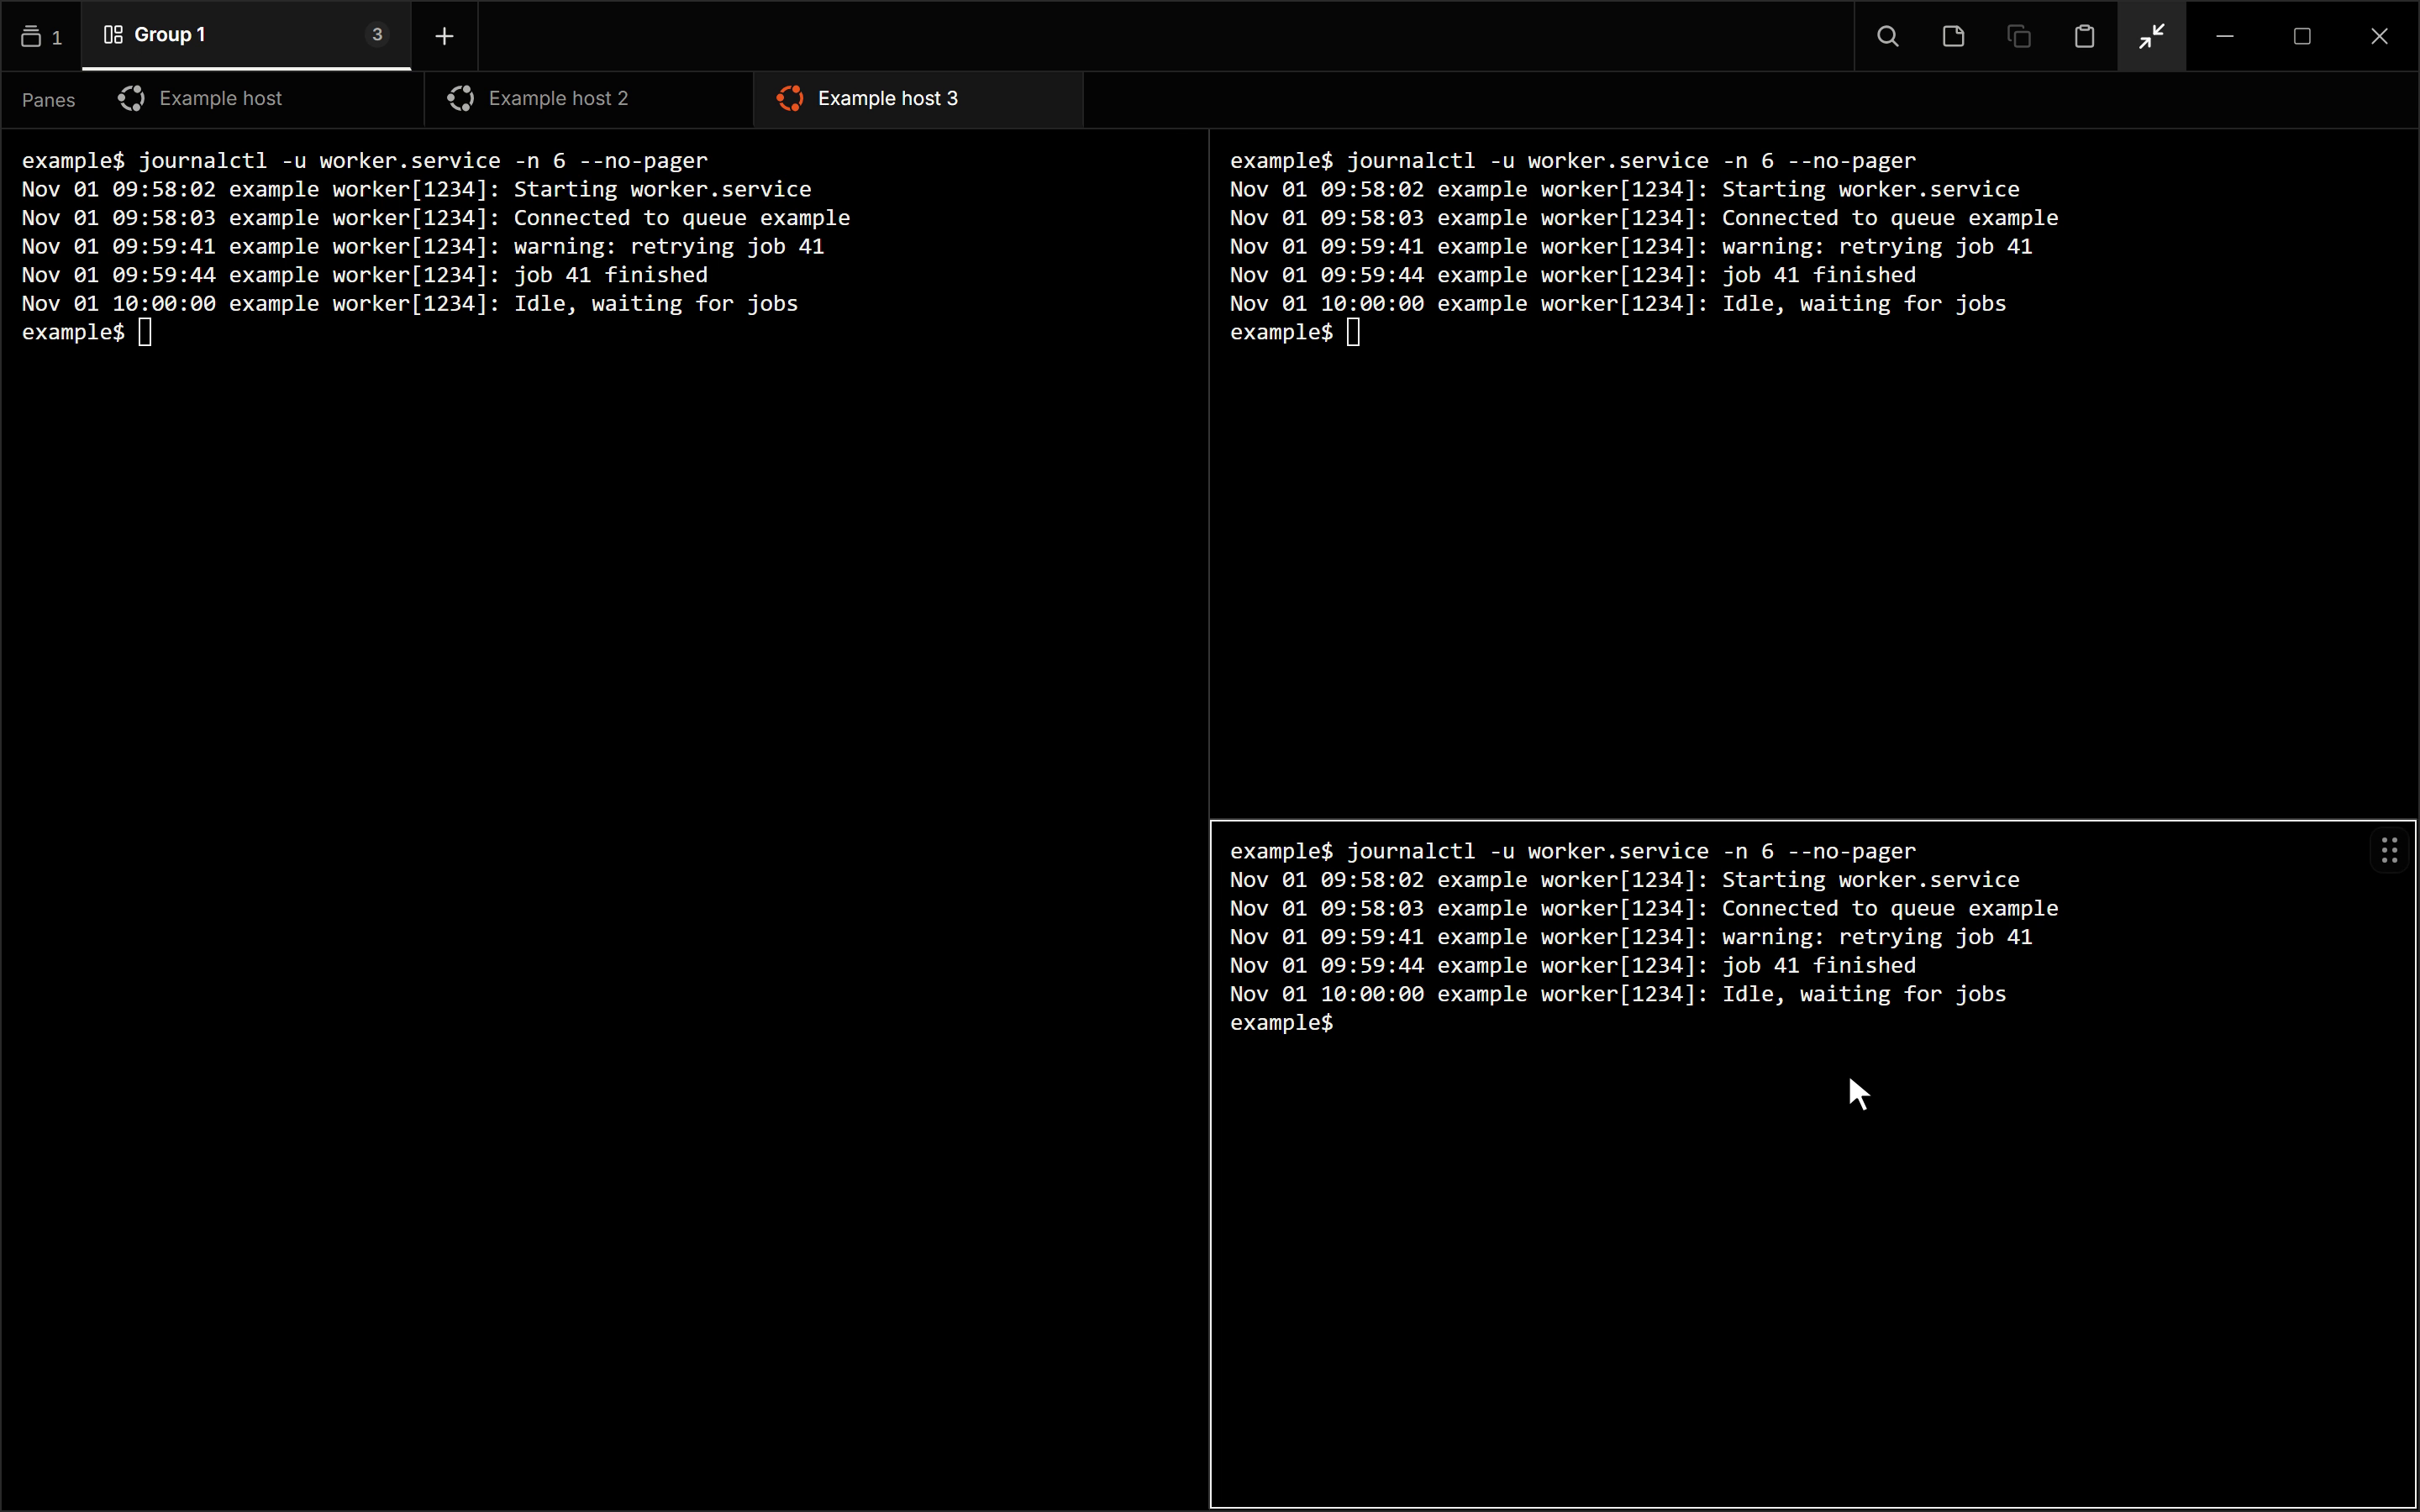 1
Group 1
3
Panes
Example host
Example host 2
Example host 3
example$ journalctl -u worker.service -n 6 --no-pager
Nov 01 09:58:02 example worker[1234]: Starting worker.service
Nov 01 09:58:03 example worker[1234]: Connected to queue example
Nov 01 09:59:41 example worker[1234]: warning: retrying job 41
Nov 01 09:59:44 example worker[1234]: job 41 finished
Nov 01 10:00:00 example worker[1234]: Idle, waiting for jobs
example$
example$ journalctl -u worker.service -n 6 --no-pager
Nov 01 09:58:02 example worker[1234]: Starting worker.service
Nov 01 09:58:03 example worker[1234]: Connected to queue example
Nov 01 09:59:41 example worker[1234]: warning: retrying job 41
Nov 01 09:59:44 example worker[1234]: job 41 finished
Nov 01 10:00:00 example worker[1234]: Idle, waiting for jobs
example$
example$ journalctl -u worker.service -n 6 --no-pager
Nov 01 09:58:02 example worker[1234]: Starting worker.service
Nov 01 09:58:03 example worker[1234]: Connected to queue example
Nov 01 09:59:41 example worker[1234]: warning: retrying job 41
Nov 01 09:59:44 example worker[1234]: job 41 finished
Nov 01 10:00:00 example worker[1234]: Idle, waiting for jobs
example$